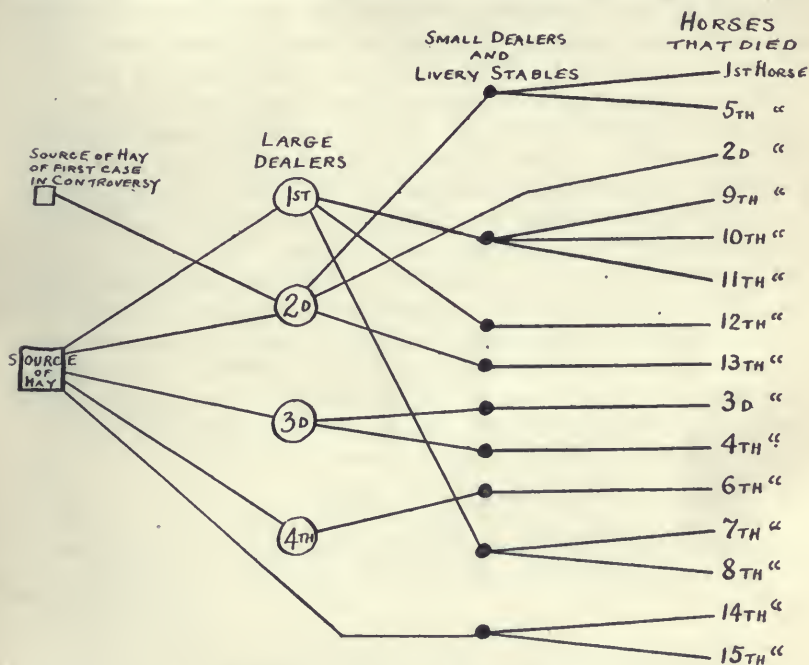 HORSES
THAT DIED
SMALL DEALERS
AND
LIVERY STABLES
1ST HORSE
5TH "
LARGE
DEALERS
SOURCE OF HAY
OF FIRST CASE
IN CONTROVERSY
2D "
1ST
9TH "
10TH "
11TH "
2D
12TH "
13TH "
SOURCE
OF
HAY
3D "
3D
4TH "
6TH "
4TH
7TH "
8TH "
14TH "
15TH "